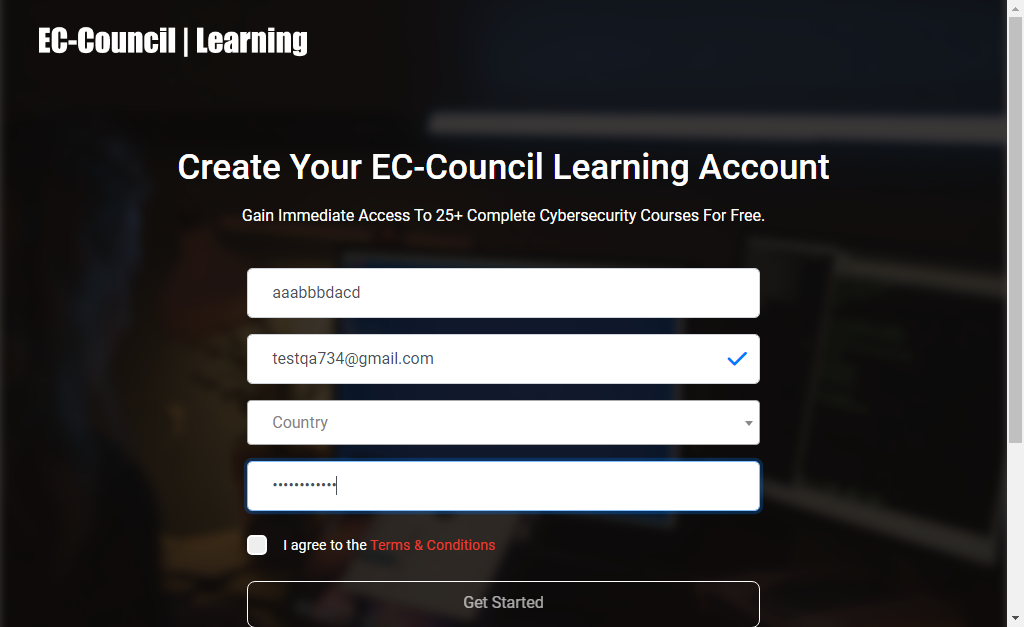 EC-Council | Learning
Create Your EC-Council Learning Account
Gain Immediate Access To 25+ Complete Cybersecurity Courses For Free.
aaabbbdacd
testqa734@gmail.com
Country
••••••••••••
I agree to the Terms & Conditions
Get Started